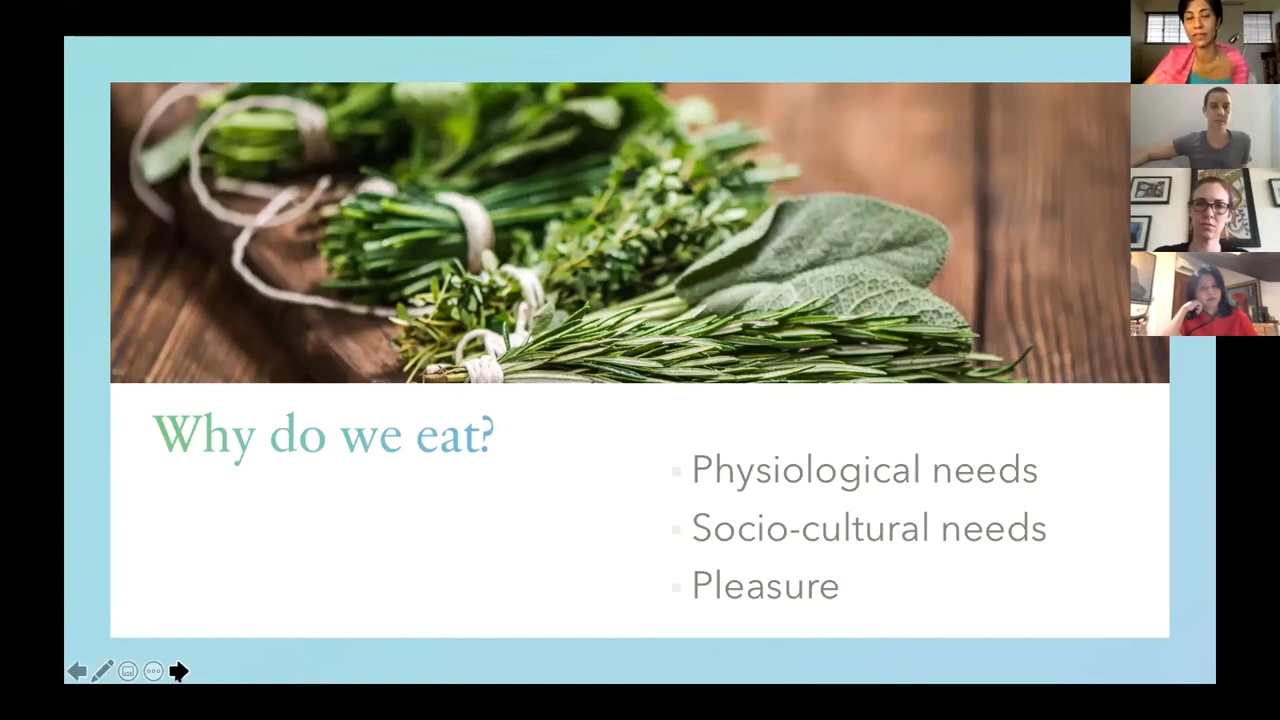 Why do we eat?
Physiological needs
Socio-cultural needs
Pleasure